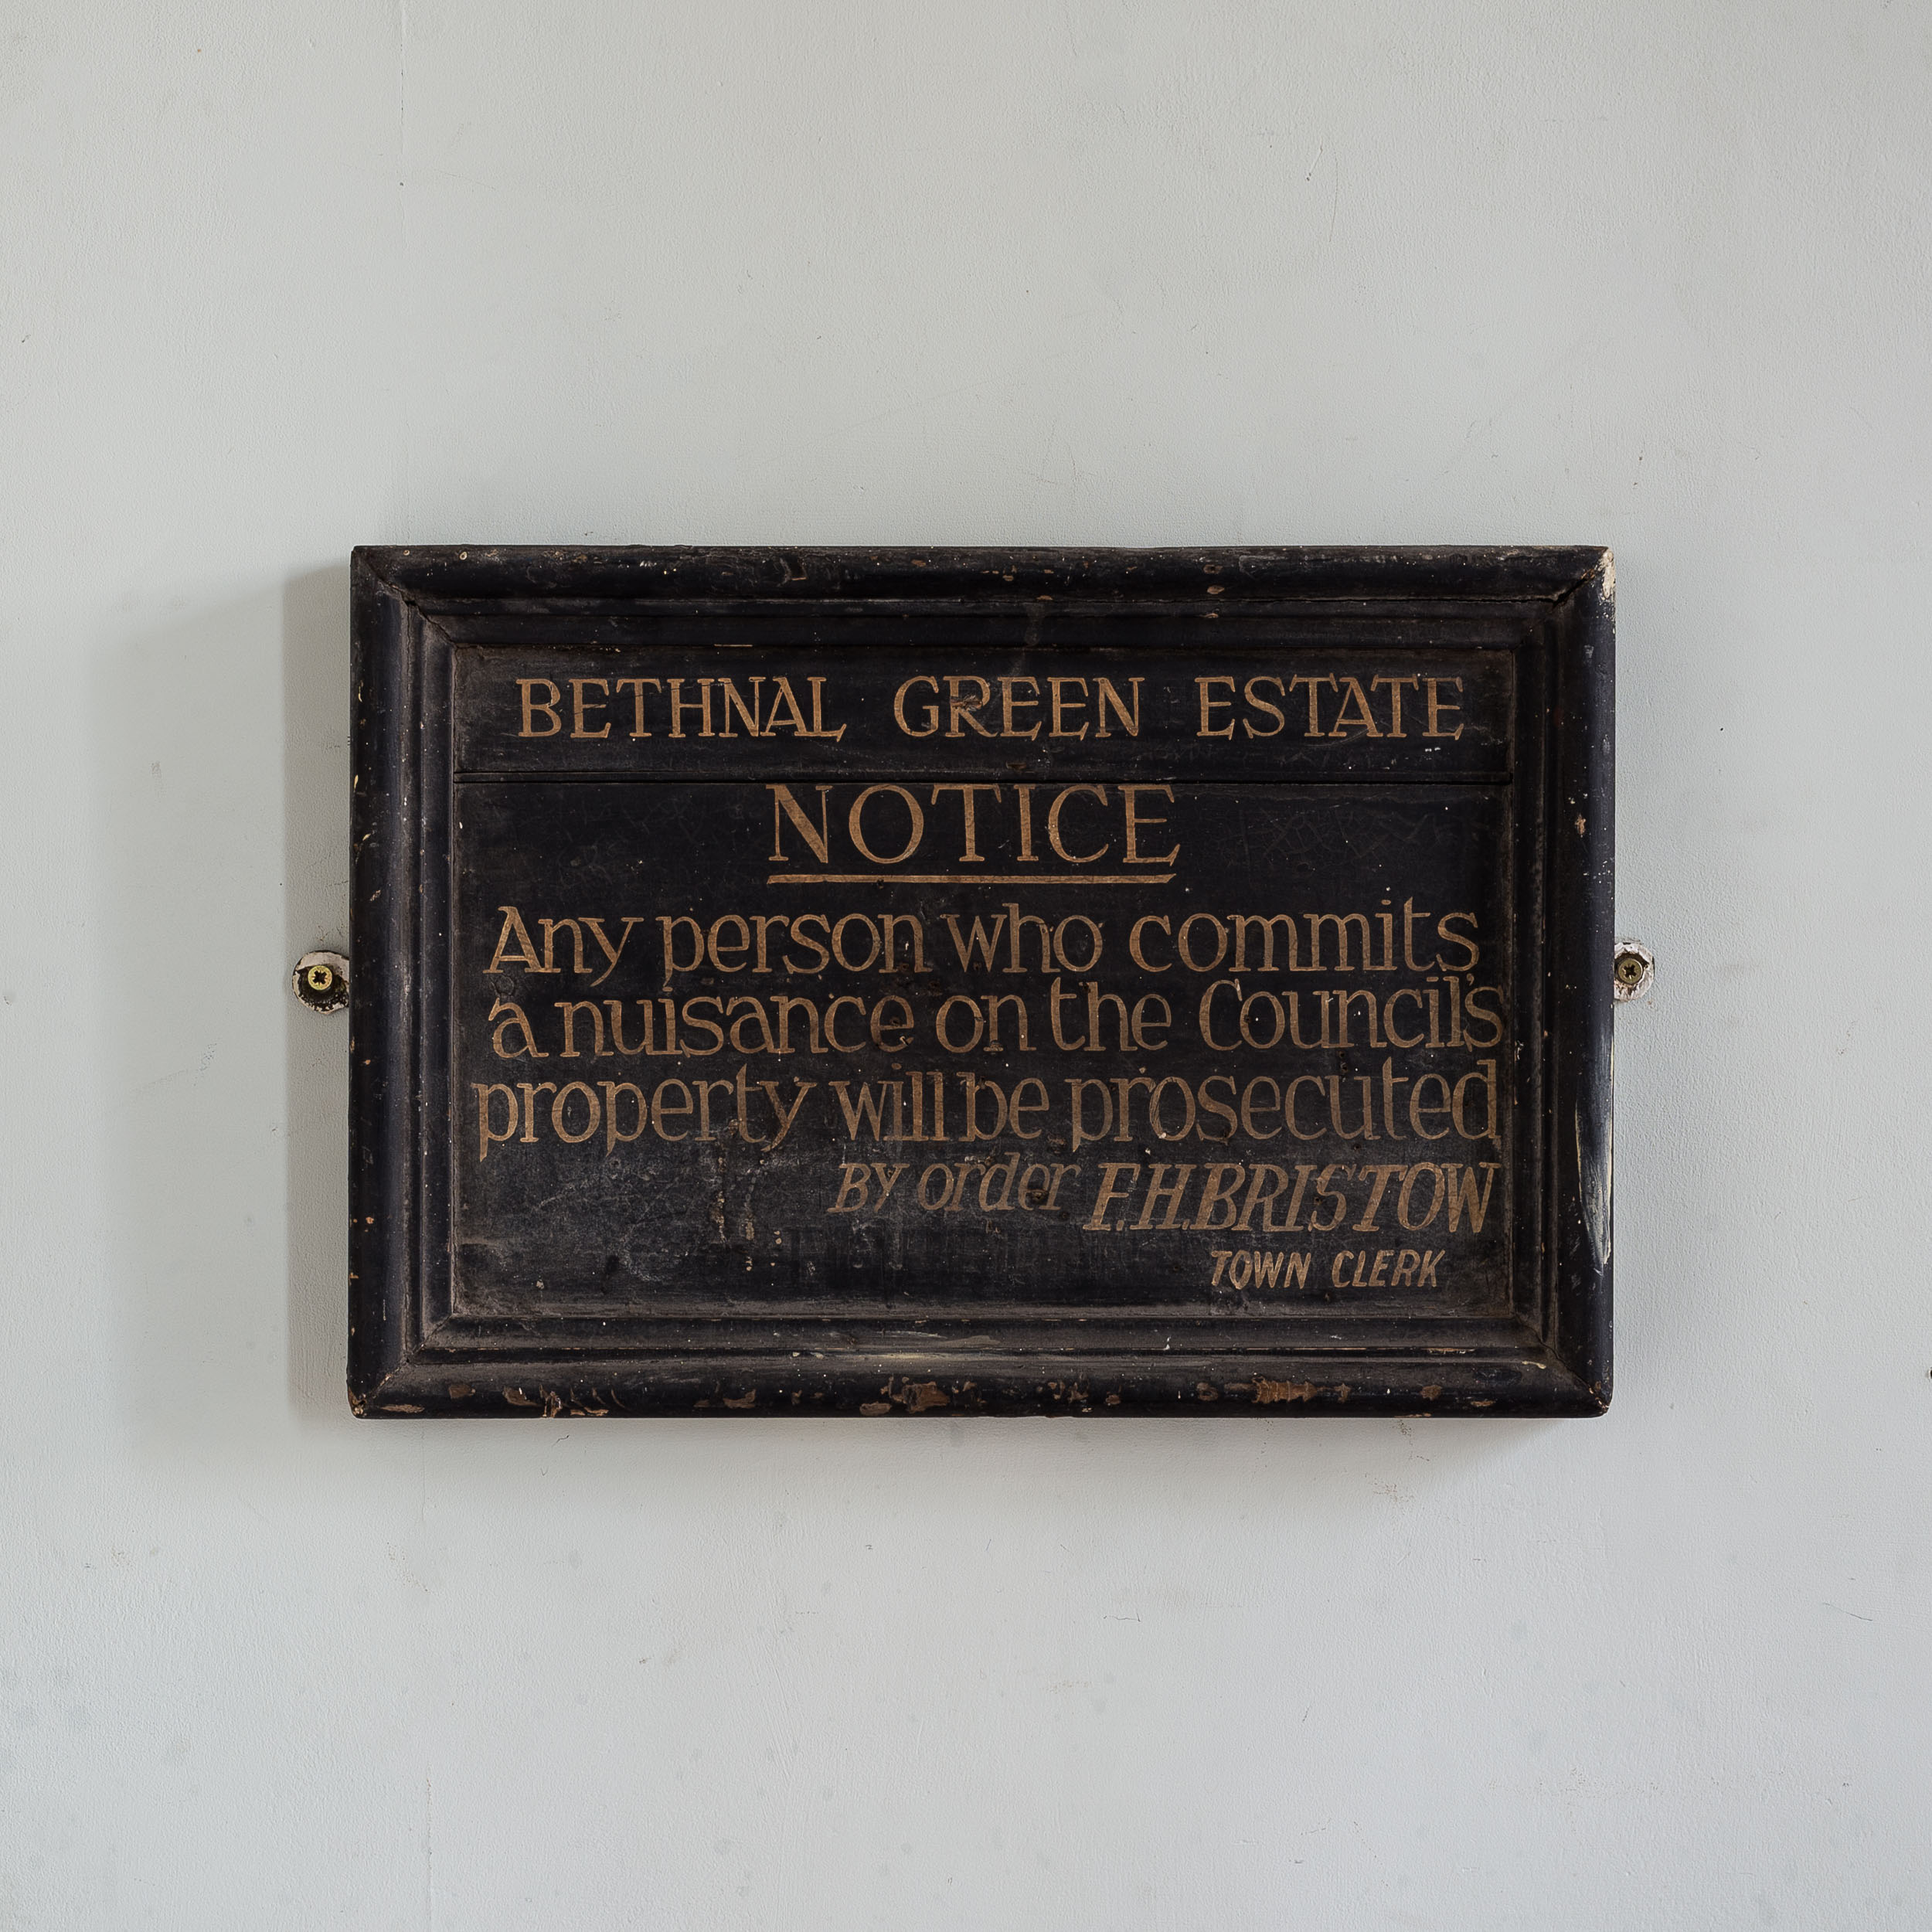 BETHNAL GREEN ESTATE
NOTICE
Any person who commits
a nuisance on the Council's
property will be prosecuted
By order F.H.BRISTOW
TOWN CLERK